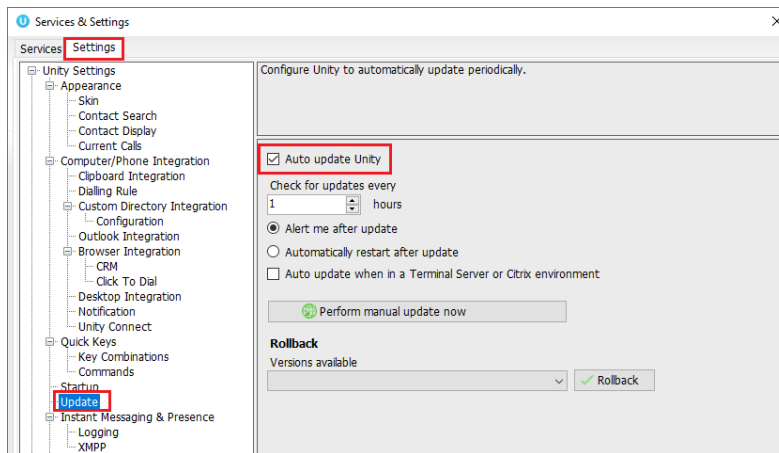 Services & Settings
Services Settings
Unity Settings
Appearance
Skin
Contact Search
Contact Display
Current Calls
Computer/Phone Integration
Clipboard Integration
Dialling Rule
Custom Directory Integration
Configuration
Outlook Integration
Browser Integration
CRM
Click To Dial
Desktop Integration
Notification
Unity Connect
Quick Keys
Key Combinations
Commands
Startup
Update
Instant Messaging & Presence
Logging
XMPP
Configure Unity to automatically update periodically.
Auto update Unity
Check for updates every
1 hours
Alert me after update
Automatically restart after update
Auto update when in a Terminal Server or Citrix environment
Perform manual update now
Rollback
Versions available
Rollback